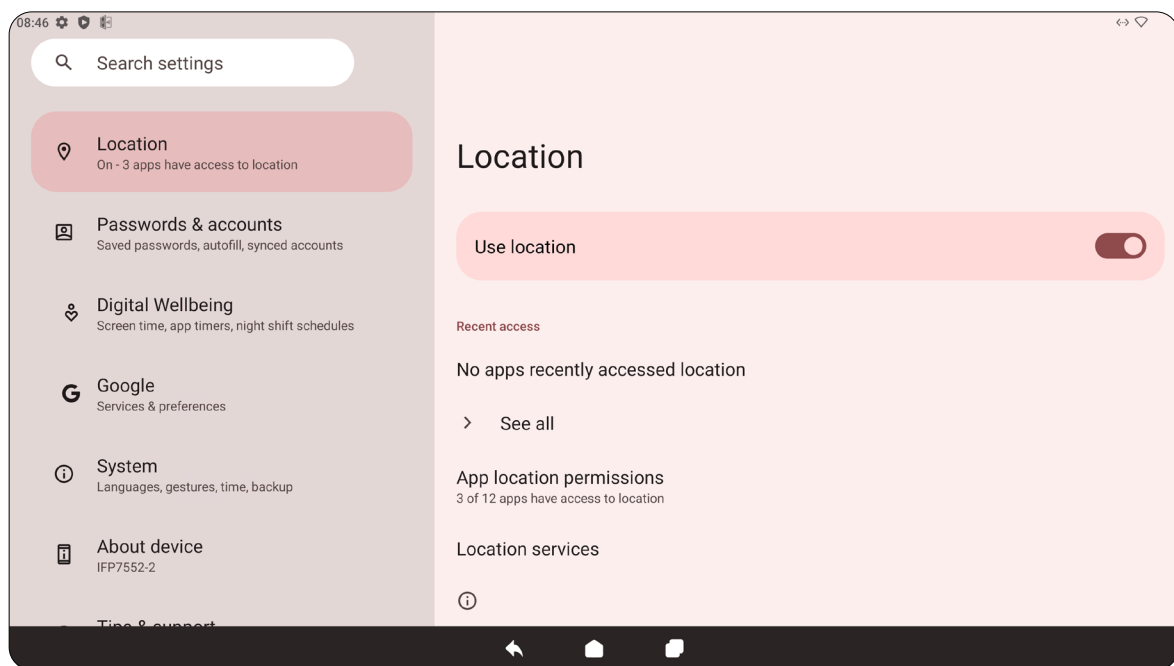 08:46
Search settings
Location
On - 3 apps have access to location
Passwords & accounts
Saved passwords, autofill, synced accounts
Digital Wellbeing
Screen time, app timers, night shift schedules
Google
Services & preferences
System
Languages, gestures, time, backup
About device
IFP7552-2
Tips & support
Location
Use location
Recent access
No apps recently accessed location
See all
App location permissions
3 of 12 apps have access to location
Location services